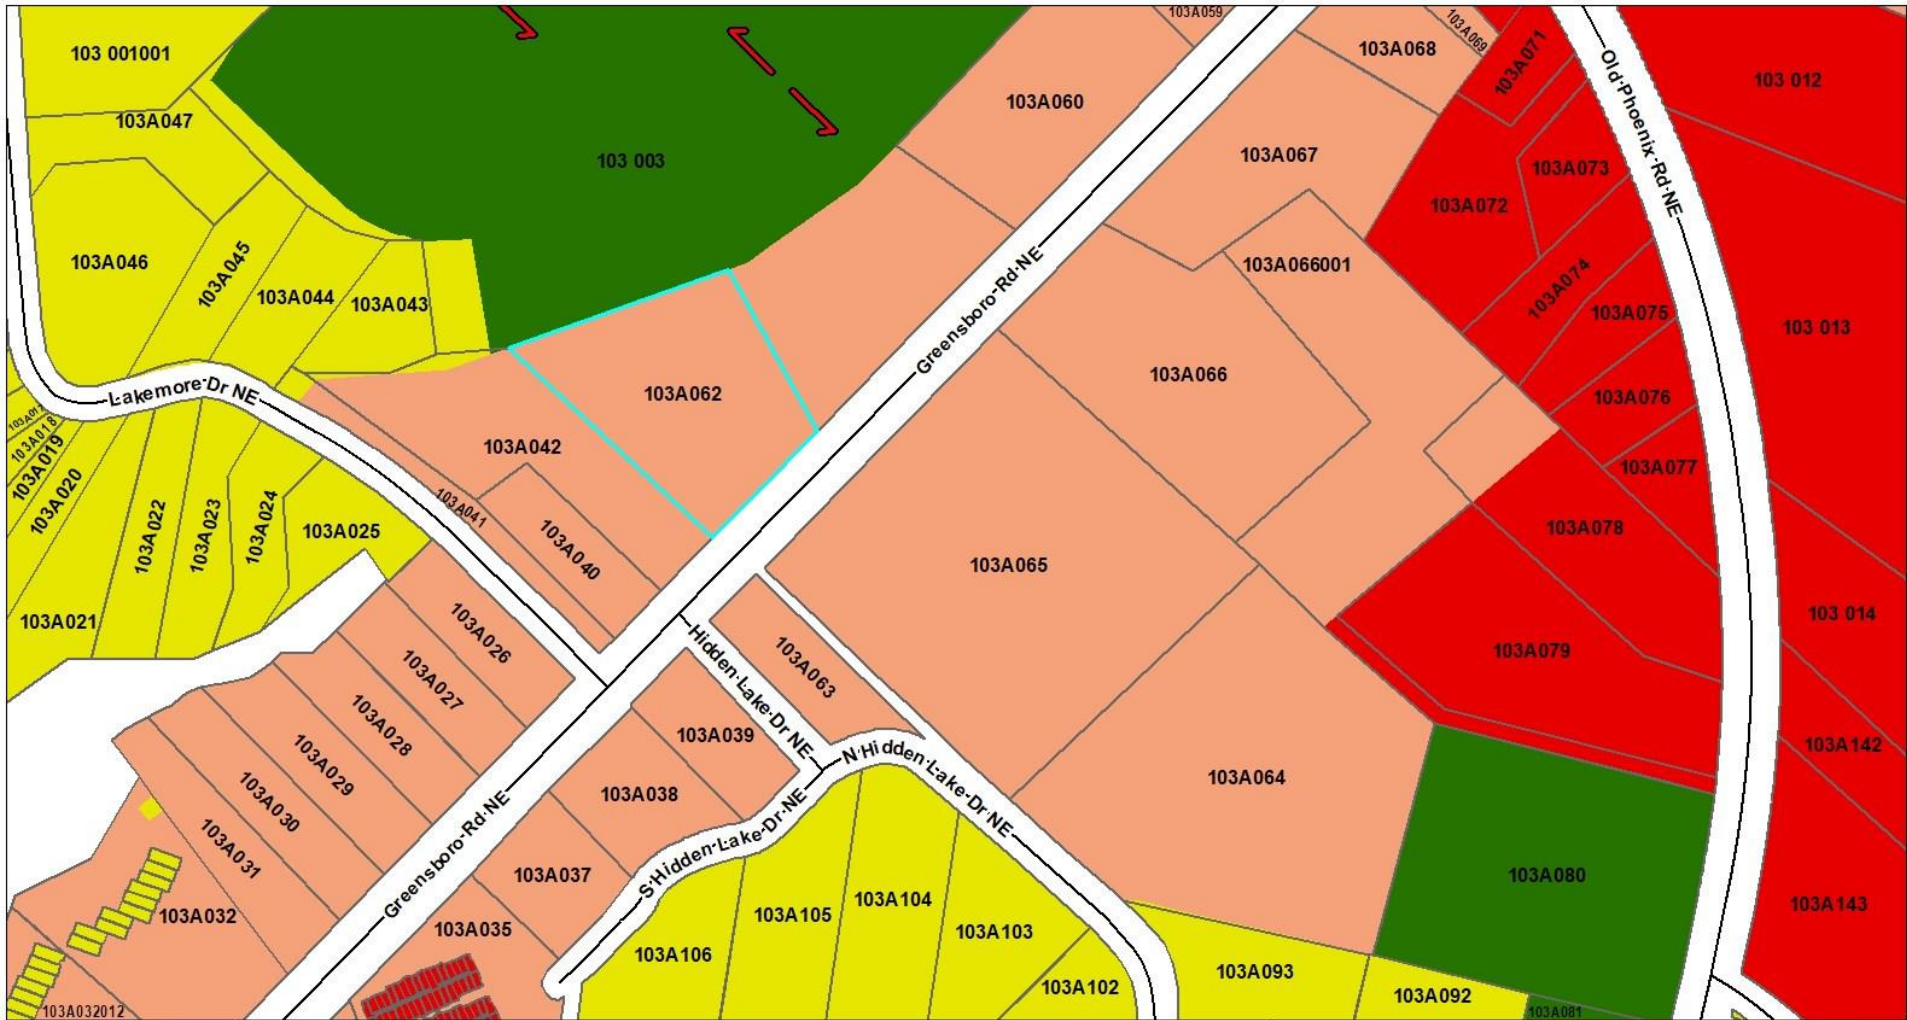 103A059
103 001001
103A068
103A069
103A071
103 012
103A060
103A047
Old Phoenix Rd NE
103 003
103A067
103A073
103A072
103A046
103A045
103A044
103A043
103A066001
103A074
103A075
103 013
Greensboro Rd NE
103A066
103A062
103A076
Lakemore Dr NE
103A017
103A018
103A019
103A020
103A042
103A077
103A041
103A022
103A023
103A024
103A025
103A040
103A078
103A065
103A021
103A026
103A027
103A028
103A029
103A030
103A031
103A063
Hidden Lake Dr NE
103A079
103 014
103A039
103A142
N Hidden Lake Dr NE
103A038
103A064
Greensboro Rd NE
S Hidden Lake Dr NE
103A037
103A080
103A032
103A035
103A104
103A105
103A143
103A103
103A106
103A102
103A093
103A092
103A032012
103A081